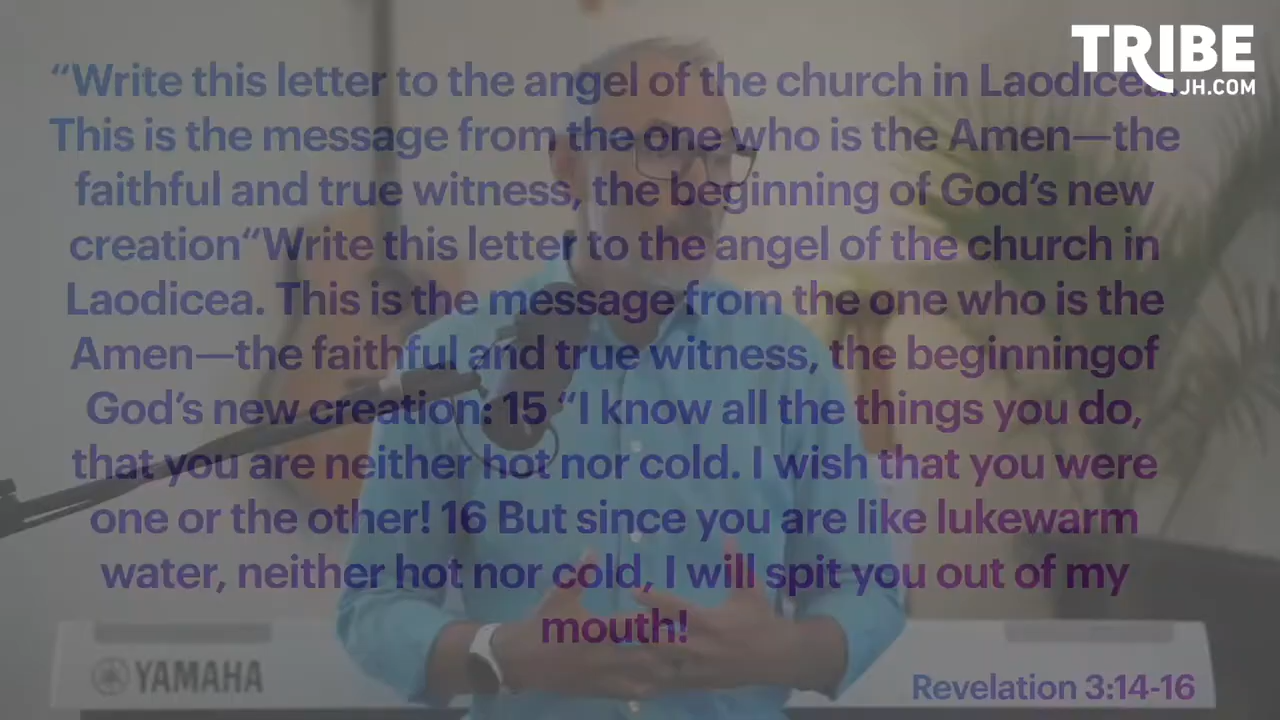 TRIBE
JH.COM
“Write this letter to the angel of the church in Laodicea.
This is the message from the one who is the Amen—the
faithful and true witness, the beginning of God’s new
creation“Write this letter to the angel of the church in
Laodicea. This is the message from the one who is the
Amen—the faithful and true witness, the beginningof
God’s new creation: 15 “I know all the things you do,
that you are neither hot nor cold. I wish that you were
one or the other! 16 But since you are like lukewarm
water, neither hot nor cold, I will spit you out of my
mouth!
YAMAHA
Revelation 3:14-16